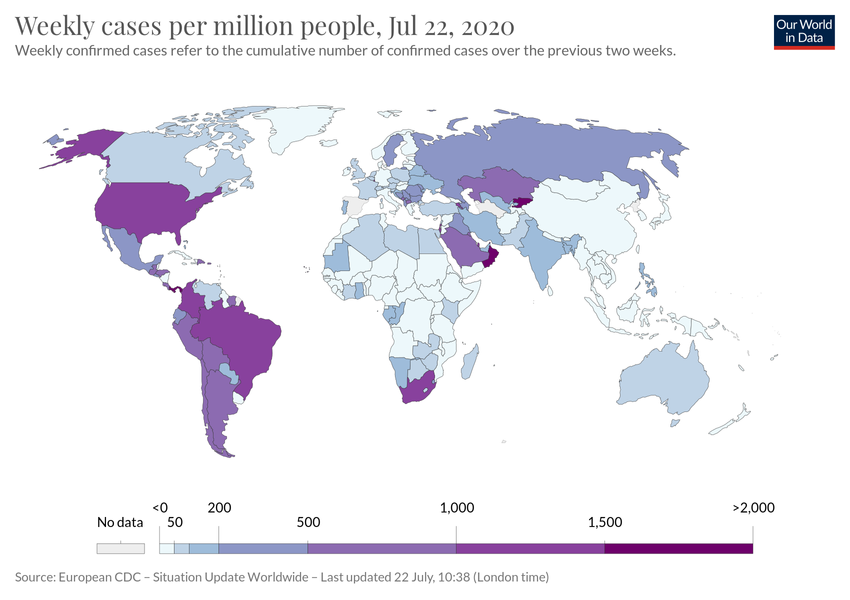 Weekly cases per million people, Jul 22, 2020
Weekly confirmed cases refer to the cumulative number of confirmed cases over the previous two weeks.
Our World
in Data
No data
<0
50
200
500
1,000
1,500
>2,000
Source: European CDC – Situation Update Worldwide – Last updated 22 July, 10:38 (London time)